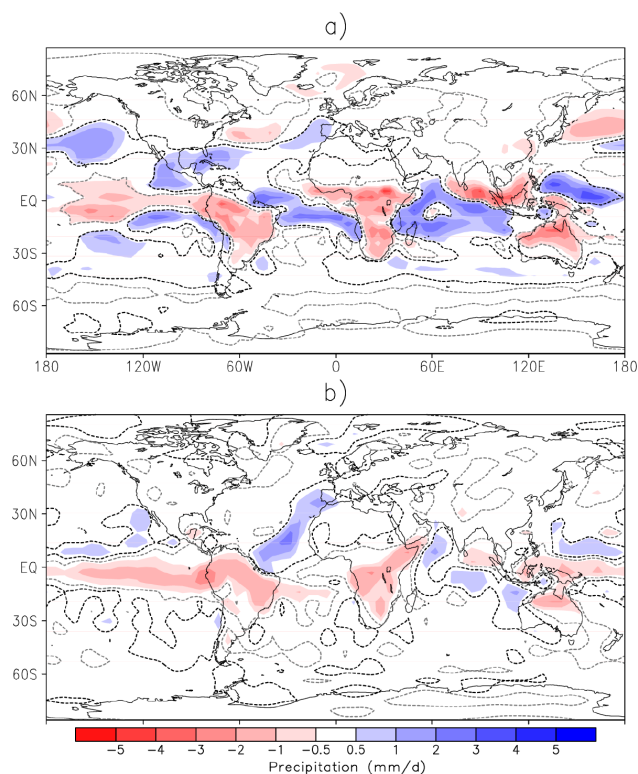 a)
60N
30N
EQ
30S
60S
180 120W 60W 0 60E 120E 180
b)
60N
30N
EQ
30S
60S
-5 -4 -3 -2 -1 -0.5 0.5 1 2 3 4 5
Precipitation (mm/d)